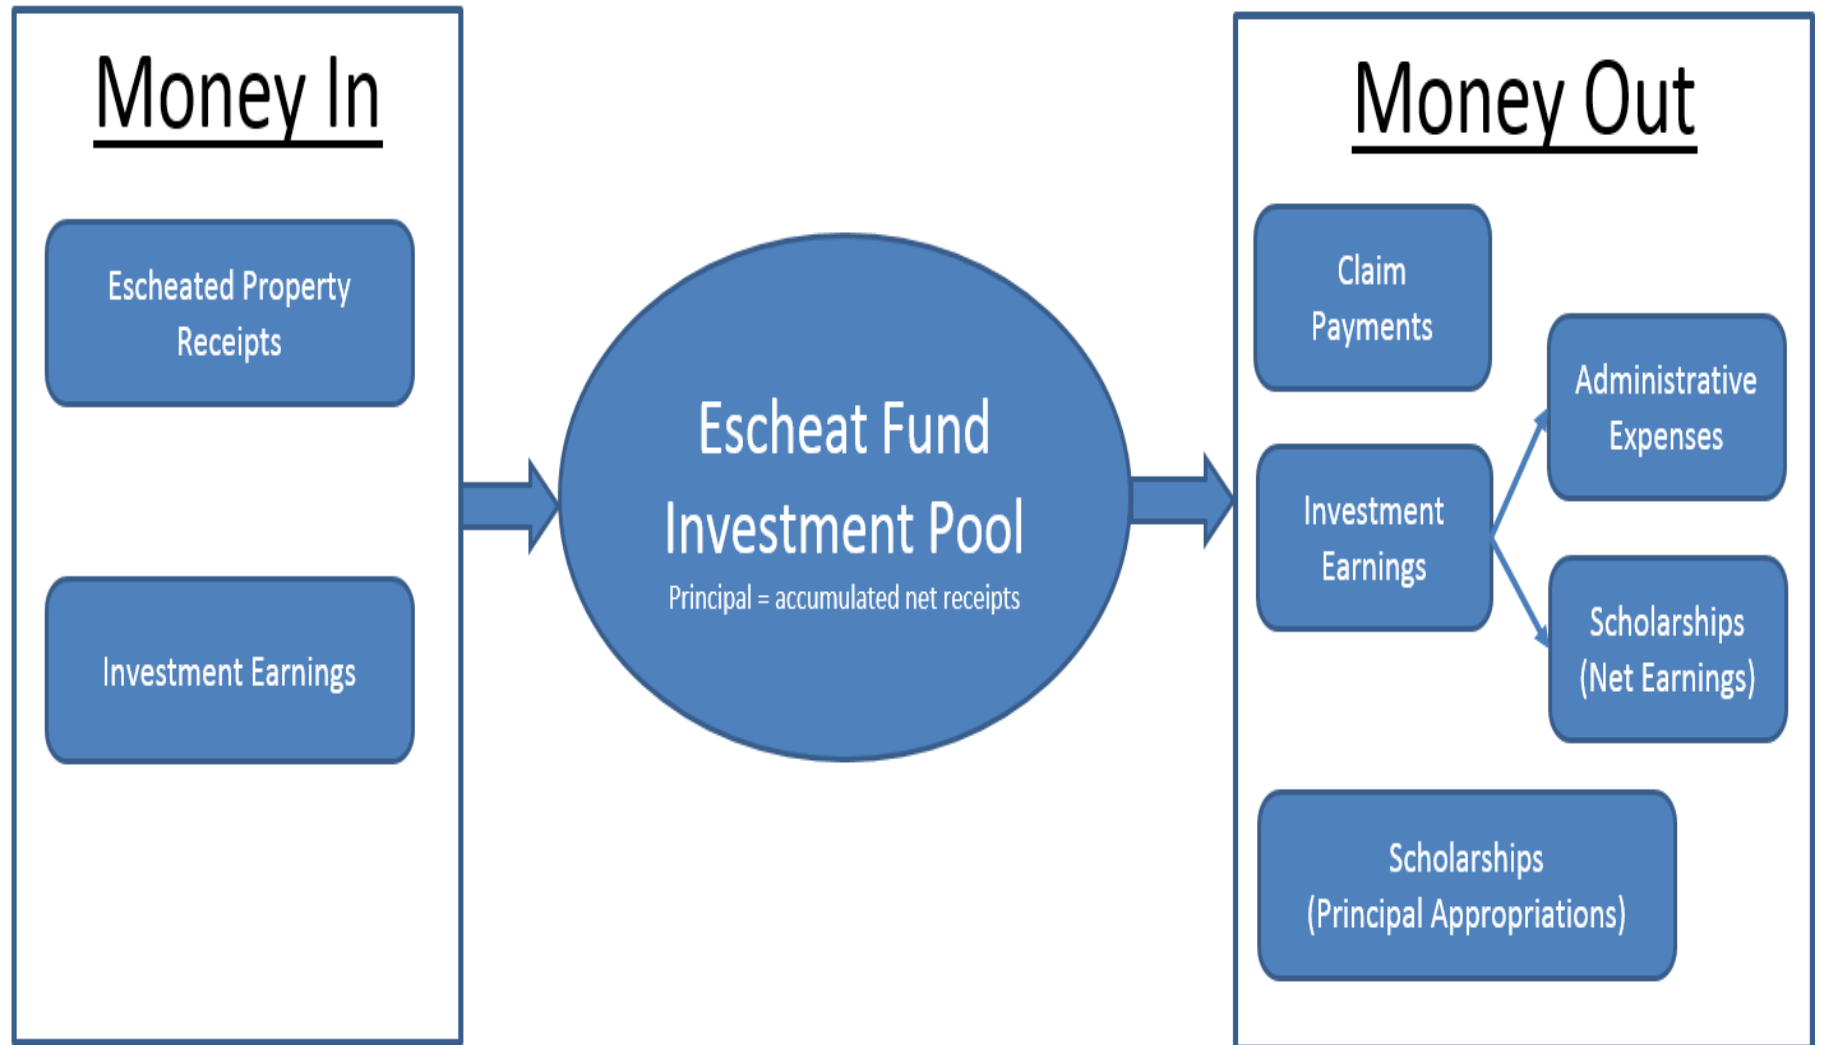 Money In
Escheated Property
Receipts
Investment Earnings
Escheat Fund
Investment Pool
Principal = accumulated net receipts
Money Out
Claim
Payments
Investment
Earnings
Administrative
Expenses
Scholarships
(Net Earnings)
Scholarships
(Principal Appropriations)